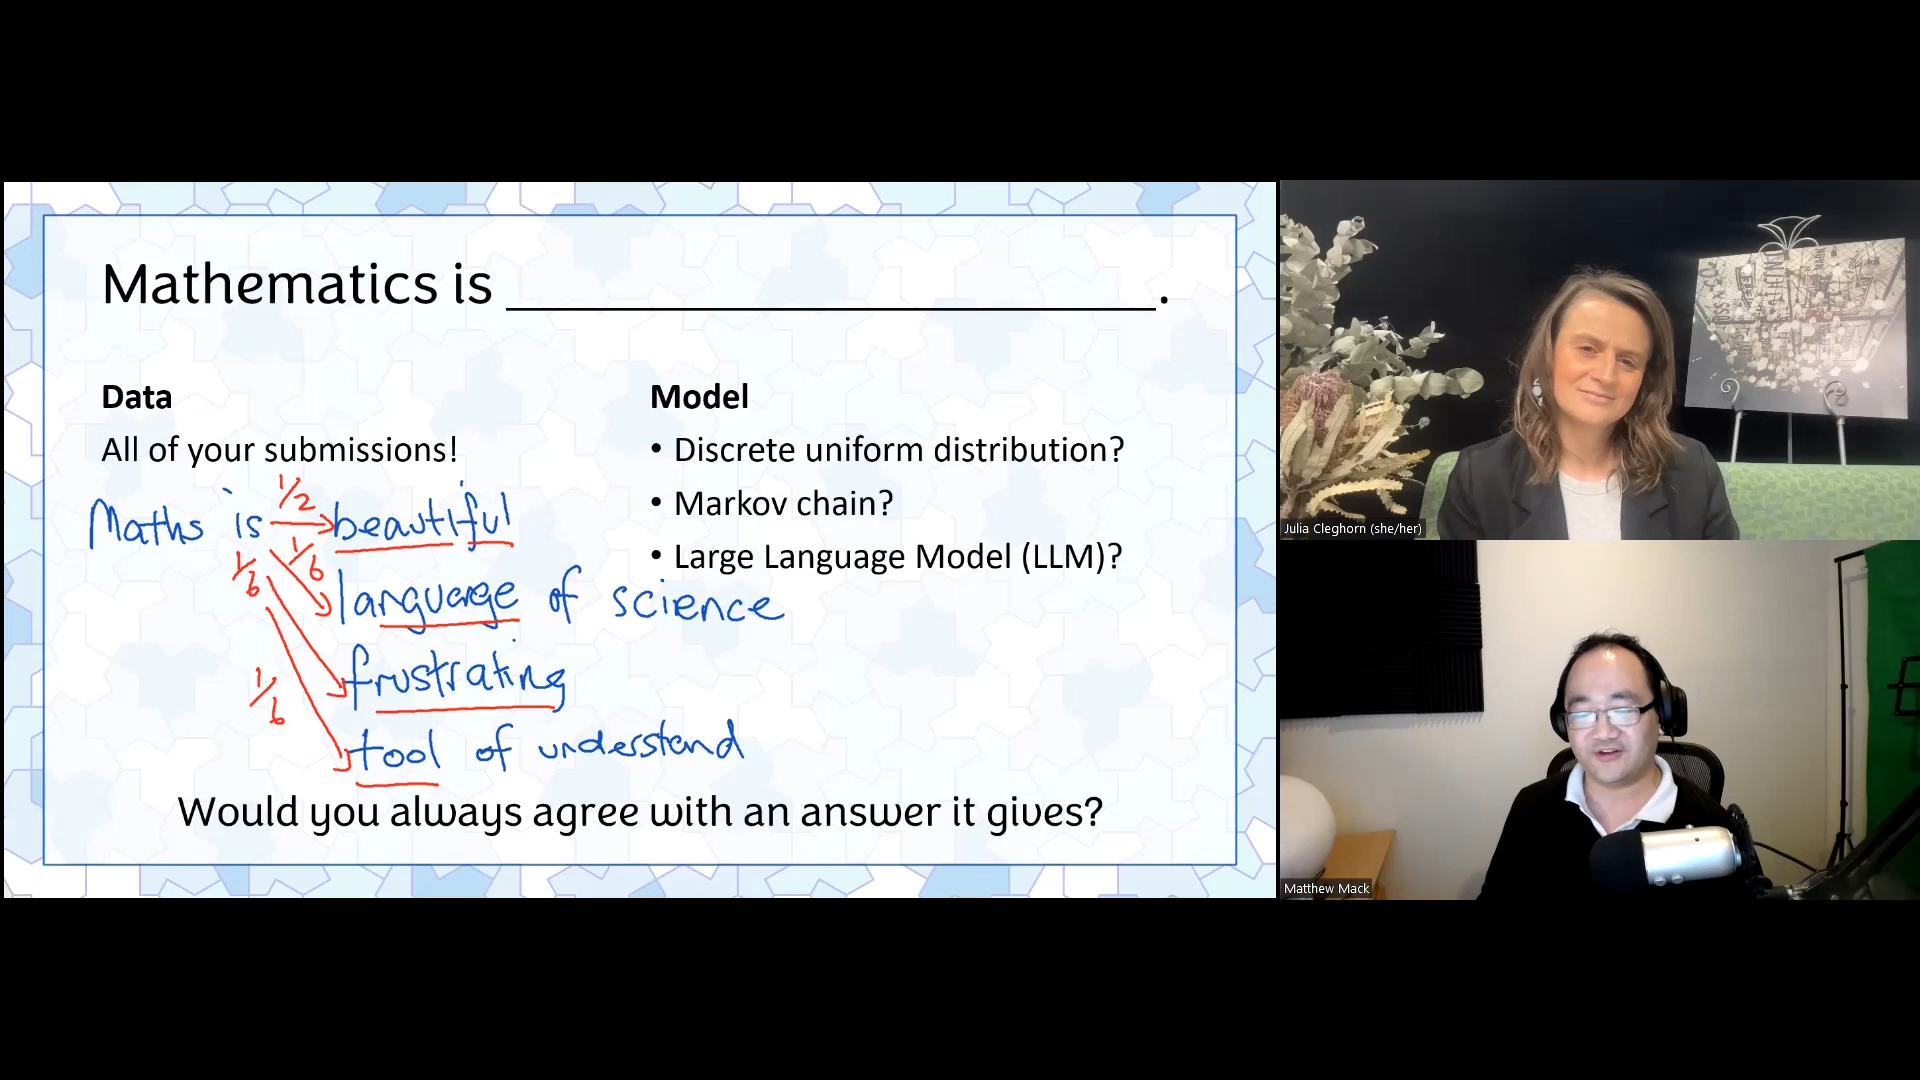 Mathematics is ______________________.
Data
All of your submissions!
Model
• Discrete uniform distribution?
• Markov chain?
• Large Language Model (LLM)?
Maths is 1/2 beautiful
1/6 language of science
1/6 frustrating
1/6 tool of understand
Would you always agree with an answer it gives?
Julia Cleghorn (she/her)
Matthew Mack